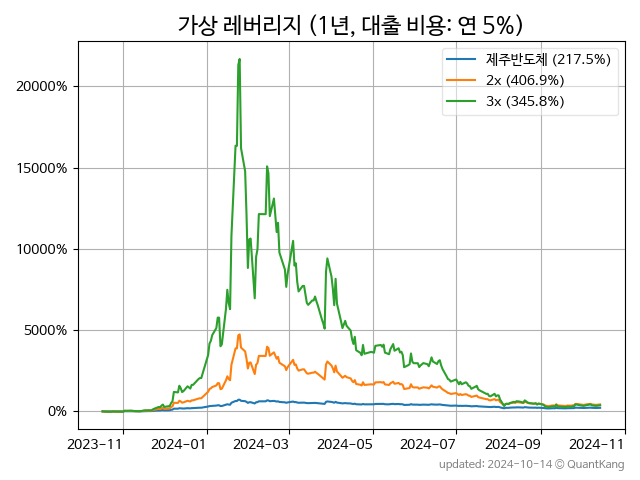 가상 레버리지 (1년, 대출 비용: 연 5%)
제주반도체 (217.5%)
2x (406.9%)
3x (345.8%)
20000%
15000%
10000%
5000%
0%
2023-11 2024-01 2024-03 2024-05 2024-07 2024-09 2024-11
updated: 2024-10-14 © QuantKang